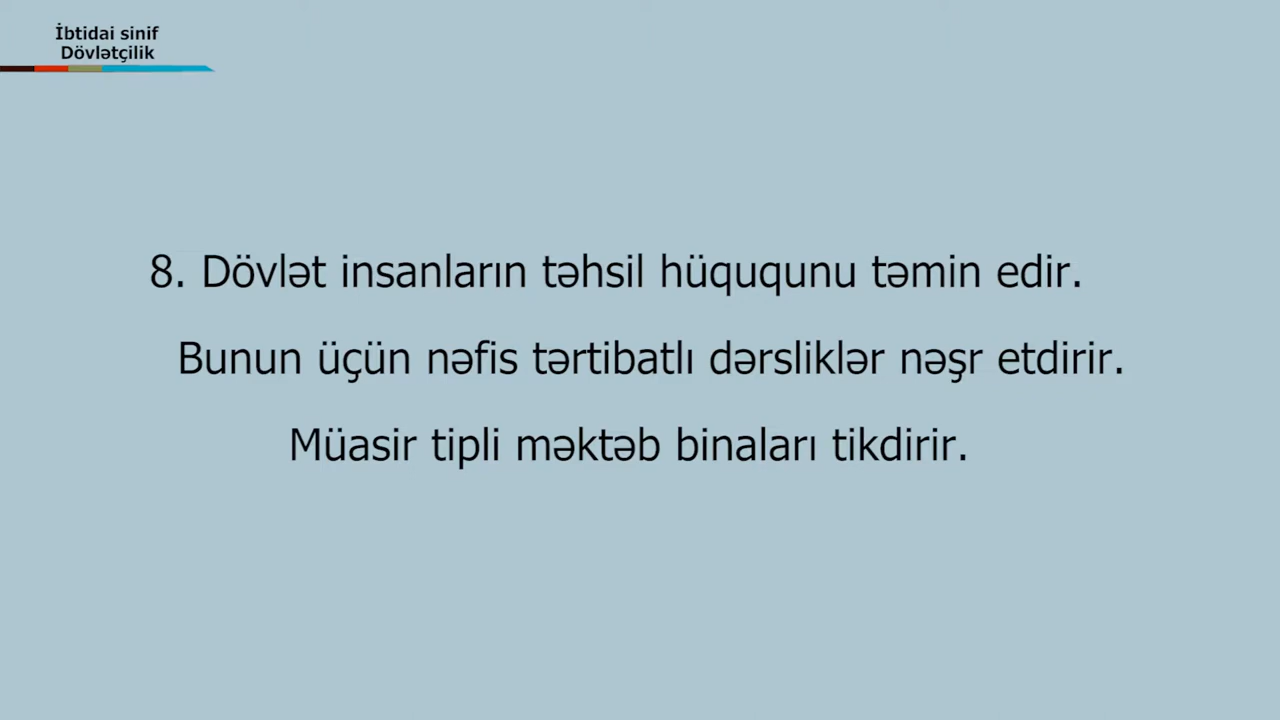 İbtidai sinif
Dövlətçilik
8. Dövlət insanların təhsil hüququnu təmin edir.
Bunun üçün nəfis tərtibatlı dərsliklər nəşr etdirir.
Müasir tipli məktəb binaları tikdirir.